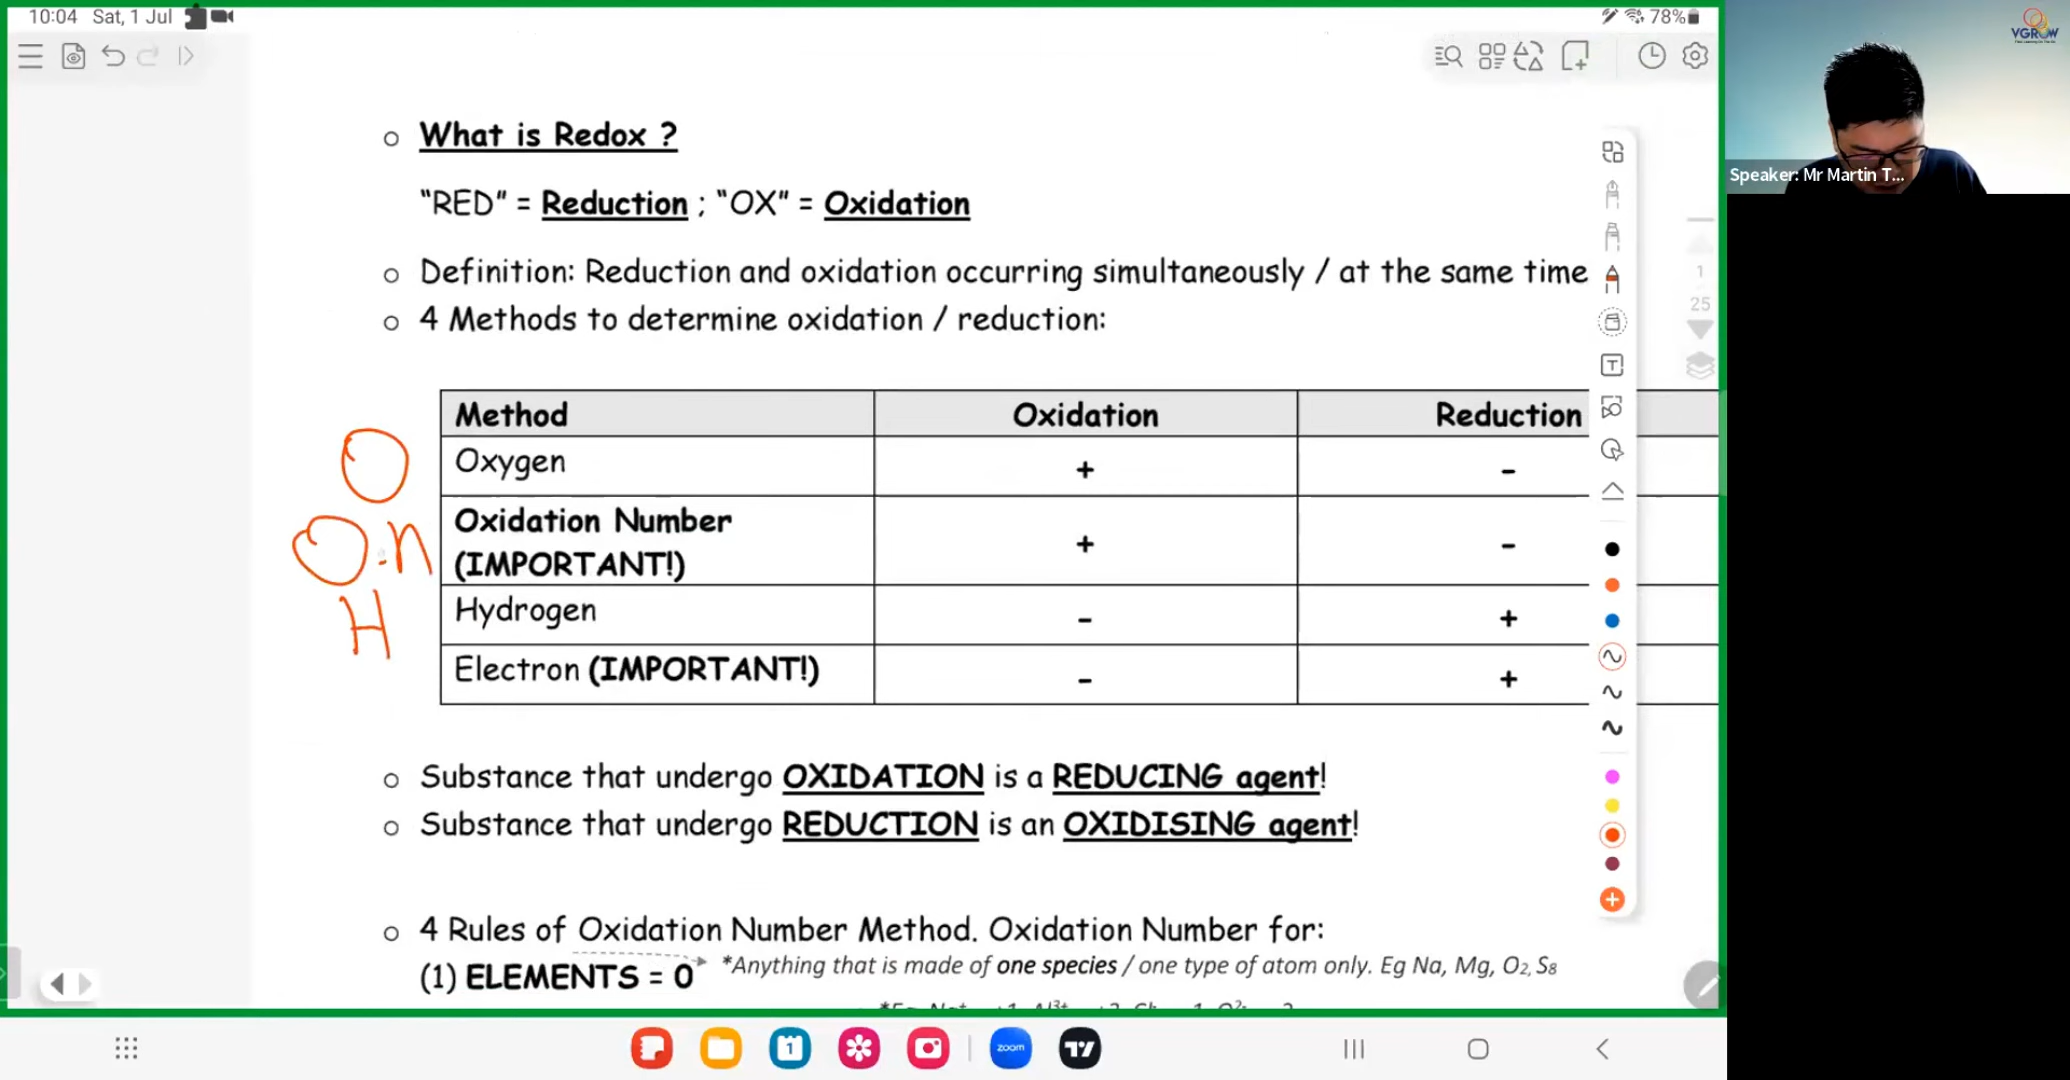 10:04 Sat, 1 Jul
78%
VGROW
Speaker: Mr Martin T...
What is Redox ?
“RED” = Reduction ; “OX” = Oxidation
Definition: Reduction and oxidation occurring simultaneously / at the same time
4 Methods to determine oxidation / reduction:
Method Oxidation Reduction
O Oxygen + -
O.n Oxidation Number (IMPORTANT!) + -
H Hydrogen - +
Electron (IMPORTANT!) - +
Substance that undergo OXIDATION is a REDUCING agent!
Substance that undergo REDUCTION is an OXIDISING agent!
4 Rules of Oxidation Number Method. Oxidation Number for:
(1) ELEMENTS = 0 *Anything that is made of one species / one type of atom only. Eg Na, Mg, O₂, S₈
1
25
1
zoom